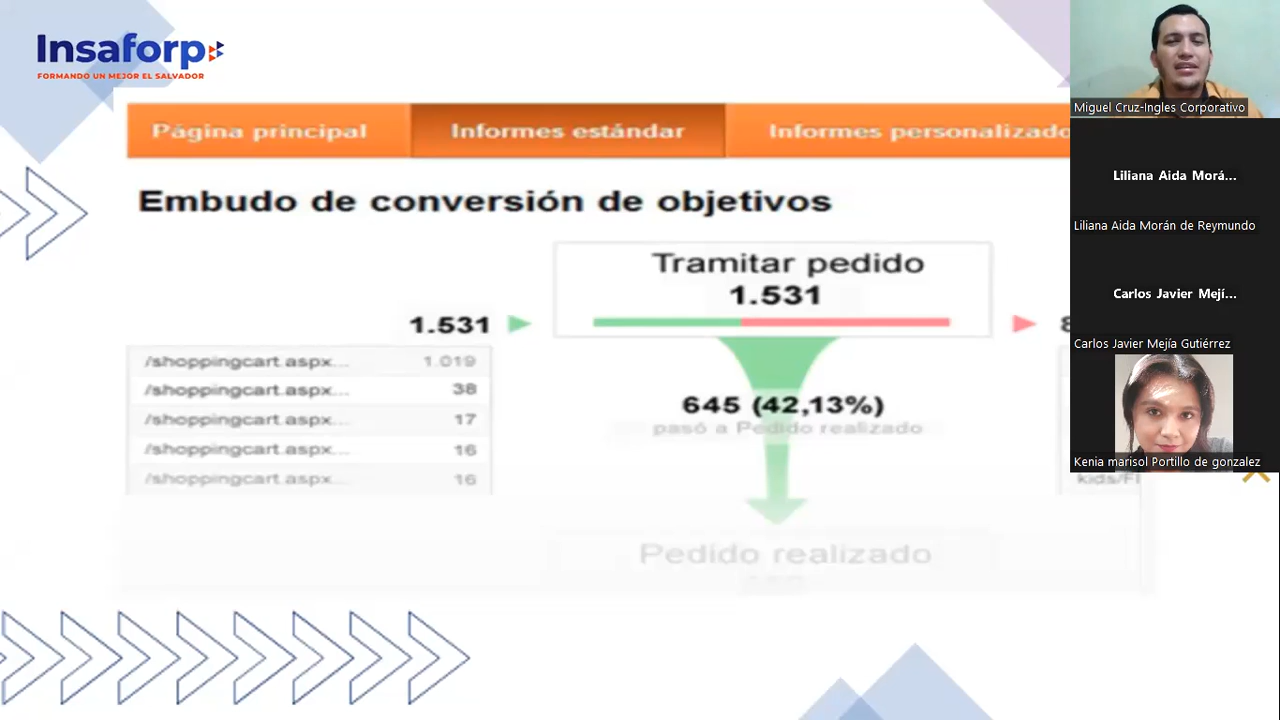 Insaforp
FORMANDO UN MEJOR EL SALVADOR
Página principal
Informes estándar
Informes personalizado
Embudo de conversión de objetivos
Tramitar pedido
1.531
1.531
/shoppingcart.aspx... 1.019
/shoppingcart.aspx... 38
/shoppingcart.aspx... 17
/shoppingcart.aspx... 16
/shoppingcart.aspx... 16
645 (42,13%)
pasó a Pedido realizado
Pedido realizado
kids/Fl
Miguel Cruz-Ingles Corporativo
Liliana Aida Morá...
Liliana Aida Morán de Reymundo
Carlos Javier Mejí...
Carlos Javier Mejía Gutiérrez
Kenia marisol Portillo de gonzalez